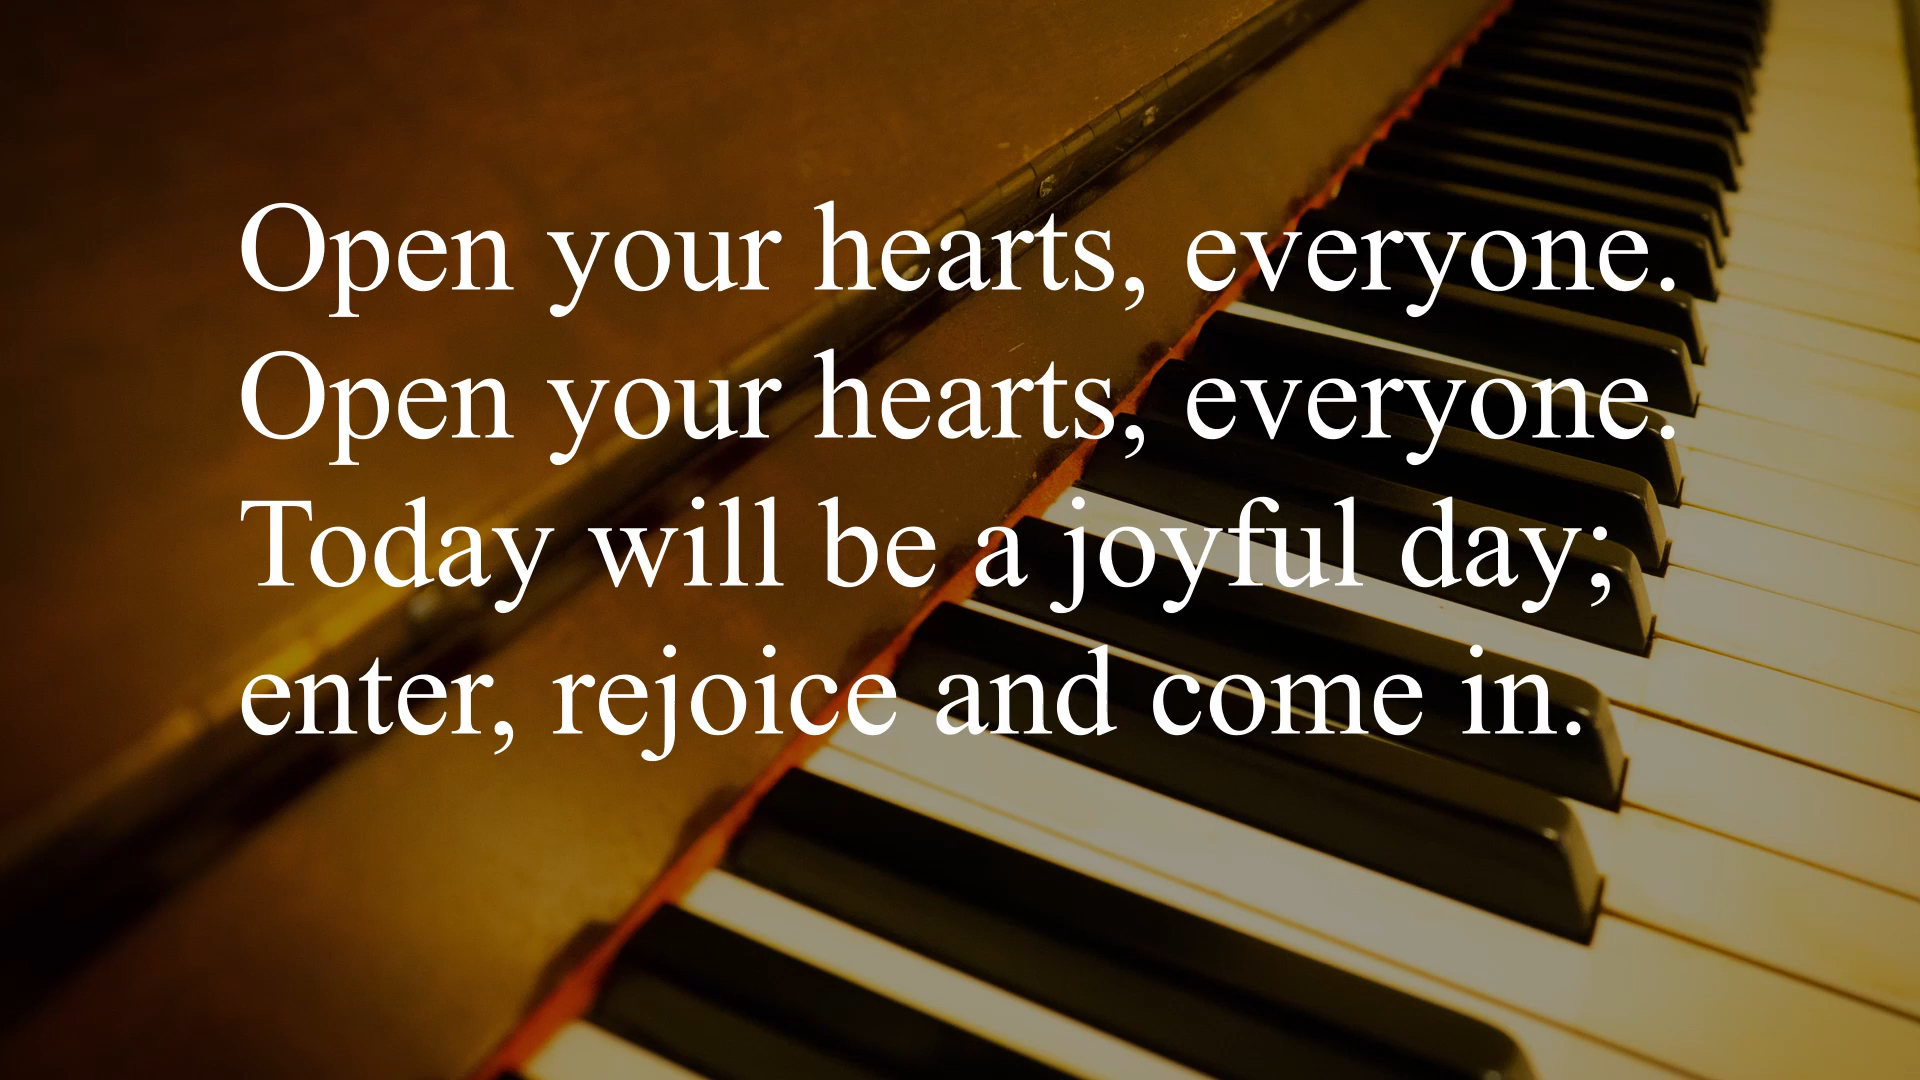 Open your hearts, everyone.
Open your hearts, everyone.
Today will be a joyful day;
enter, rejoice and come in.